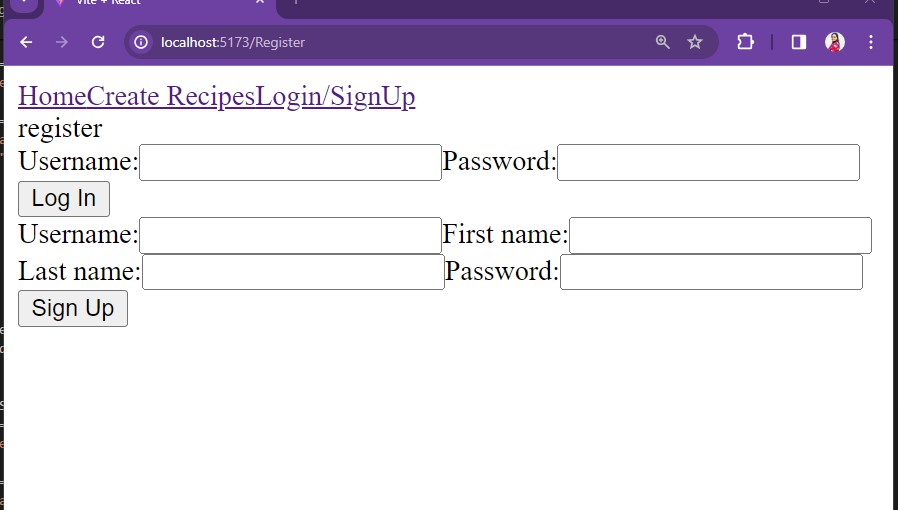 Vite + React
localhost:5173/Register
HomeCreate RecipesLogin/SignUp
register
Username: Password:
Log In
Username: First name:
Last name: Password:
Sign Up